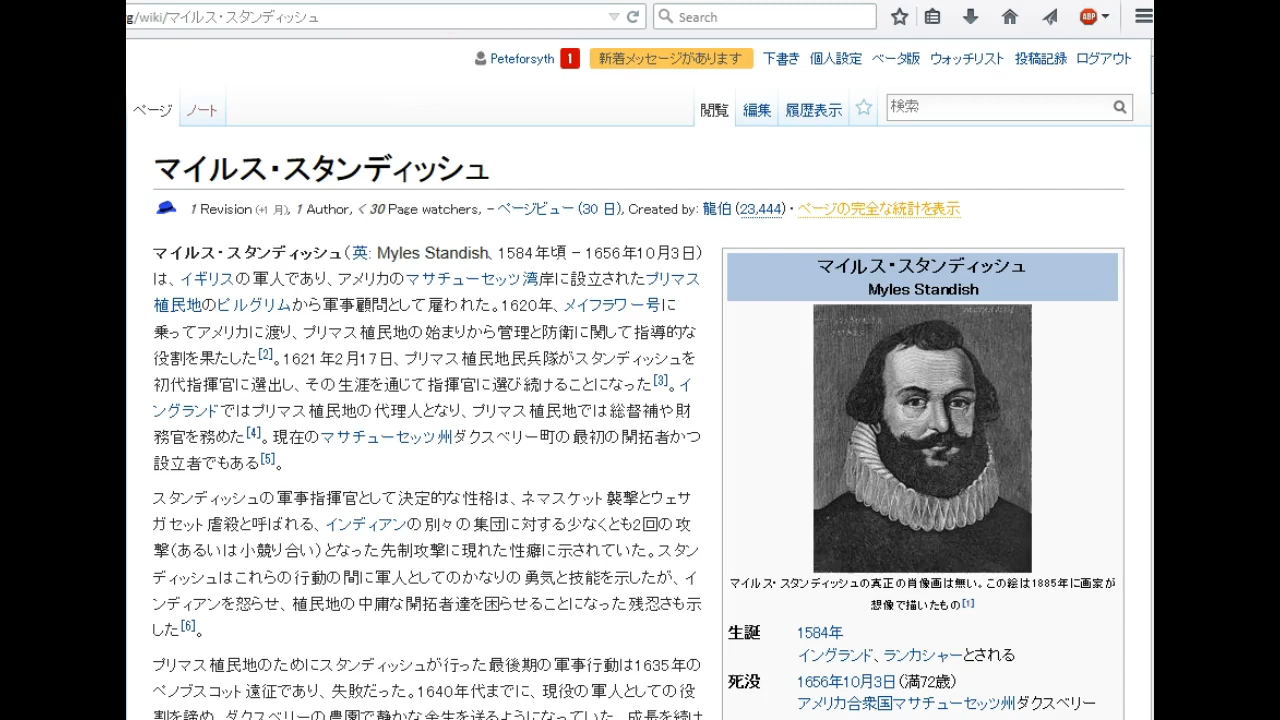 g/wiki/マイルス・スタンディッシュ
Search
ABP
Peteforsyth 1 新着メッセージがあります 下書き 個人設定 ベータ版 ウォッチリスト 投稿記録 ログアウト
ページ ノート 閲覧 編集 履歴表示 検索
マイルス・スタンディッシュ
1 Revision (+1 月), 1 Author, < 30 Page watchers, - ページビュー (30 日), Created by: 龍伯 (23,444) · ページの完全な統計を表示
マイルス・スタンディッシュ（英: Myles Standish、1584年頃 - 1656年10月3日）
は、イギリスの軍人であり、アメリカのマサチューセッツ湾岸に設立されたプリマス
植民地のピルグリムから軍事顧問として雇われた。1620年、メイフラワー号に
乗ってアメリカに渡り、プリマス植民地の始まりから管理と防衛に関して指導的な
役割を果たした[2]。1621年2月17日、プリマス植民地民兵隊がスタンディッシュを
初代指揮官に選出し、その生涯を通じて指揮官に選び続けることになった[3]。イ
ングランドではプリマス植民地の代理人となり、プリマス植民地では総督補や財
務官を務めた[4]。現在のマサチューセッツ州ダクスベリー町の最初の開拓者かつ
設立者でもある[5]。
スタンディッシュの軍事指揮官として決定的な性格は、ネマスケット襲撃とウェサ
ガセット虐殺と呼ばれる、インディアンの別々の集団に対する少なくとも2回の攻
撃（あるいは小競り合い）となった先制攻撃に現れた性癖に示されていた。スタン
ディッシュはこれらの行動の間に軍人としてのかなりの勇気と技能を示したが、イ
ンディアンを怒らせ、植民地の中庸な開拓者達を困らせることになった残忍さも示
した[6]。
プリマス植民地のためにスタンディッシュが行った最後期の軍事行動は1635年の
ペノブスコット遠征であり、失敗だった。1640年代までに、現役の軍人としての役
割を諦め、ダクスベリーの農園で静かな余生を送るようになっていた。成長を続け
マイルス・スタンディッシュ
Myles Standish
マイルス・スタンディッシュの真正の肖像画は無い。この絵は1885年に画家が
想像で描いたもの[1]
生誕 1584年
イングランド、ランカシャーとされる
死没 1656年10月3日（満72歳）
アメリカ合衆国マサチューセッツ州ダクスベリー